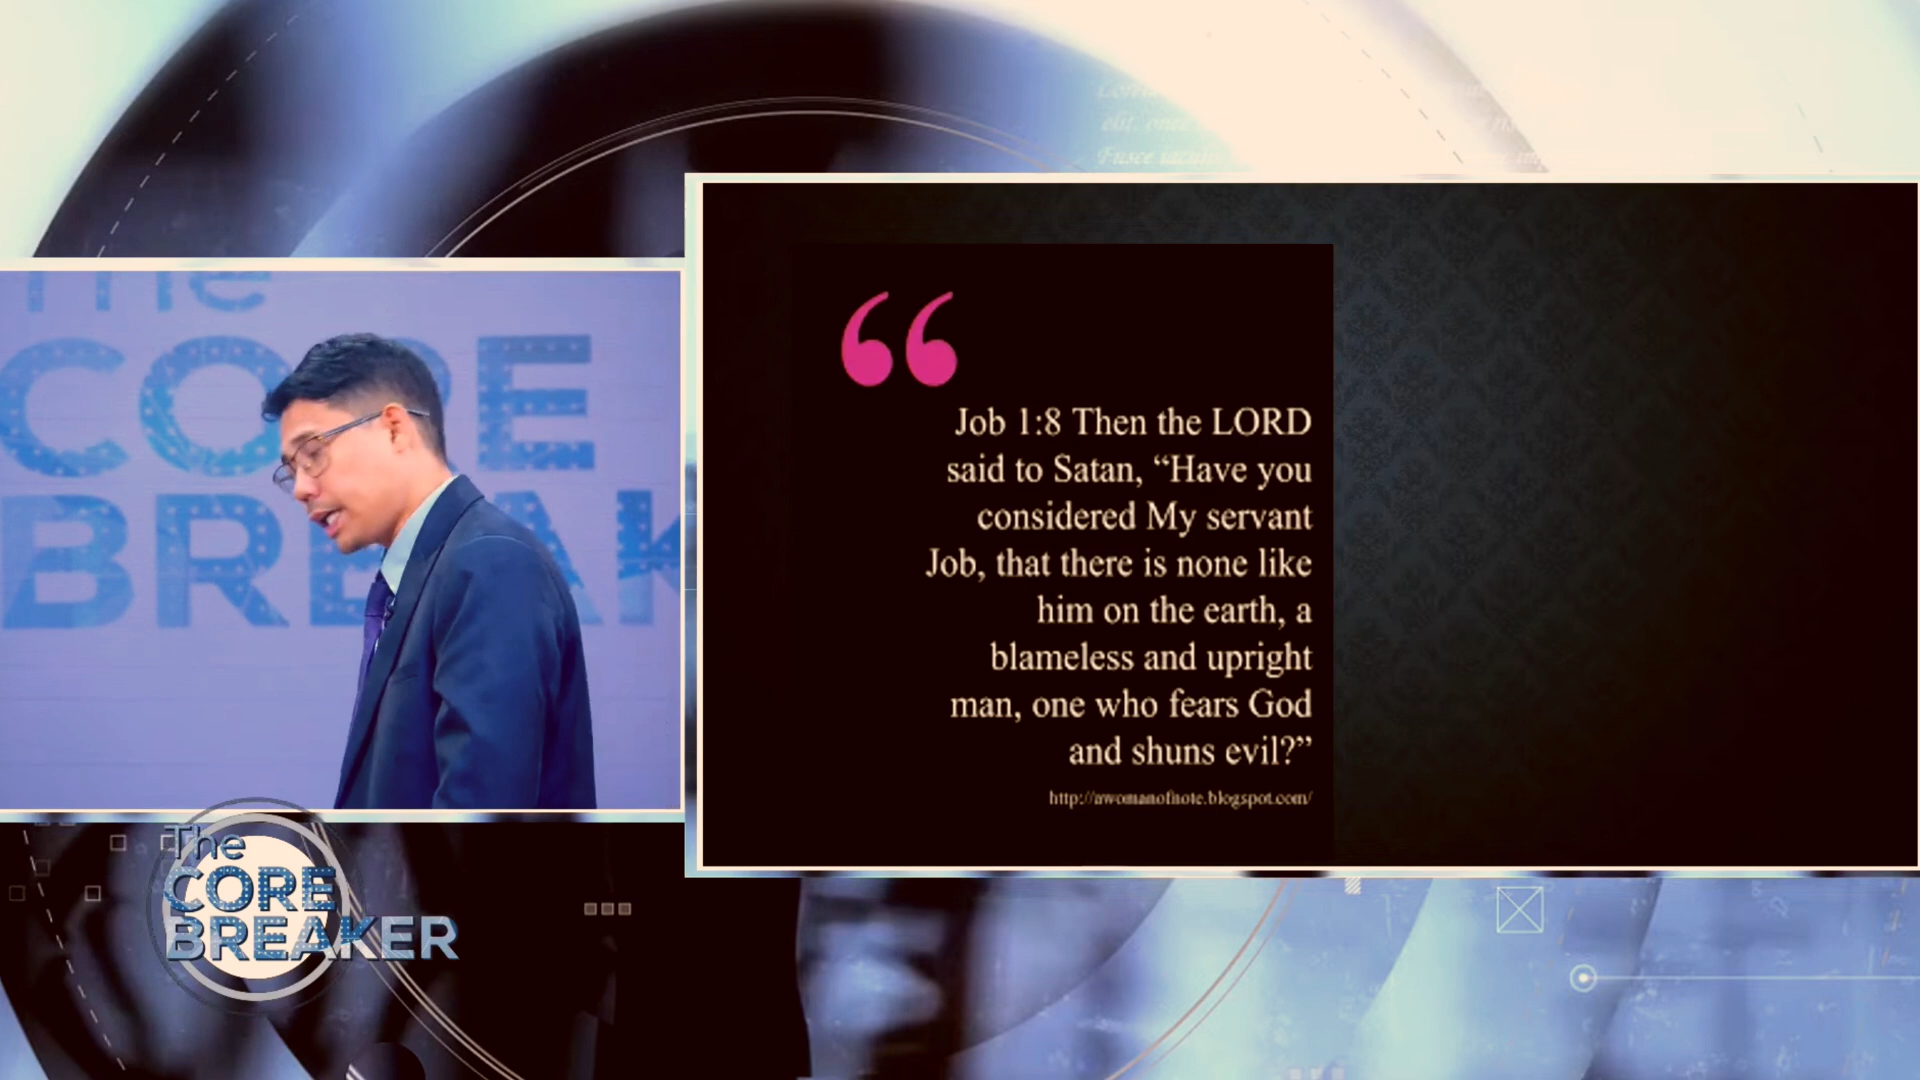 The
CORE
BREAK
“
Job 1:8 Then the LORD
said to Satan, “Have you
considered My servant
Job, that there is none like
him on the earth, a
blameless and upright
man, one who fears God
and shuns evil?”
http://awomanofnote.blogspot.com/
The
CORE
BREAKER